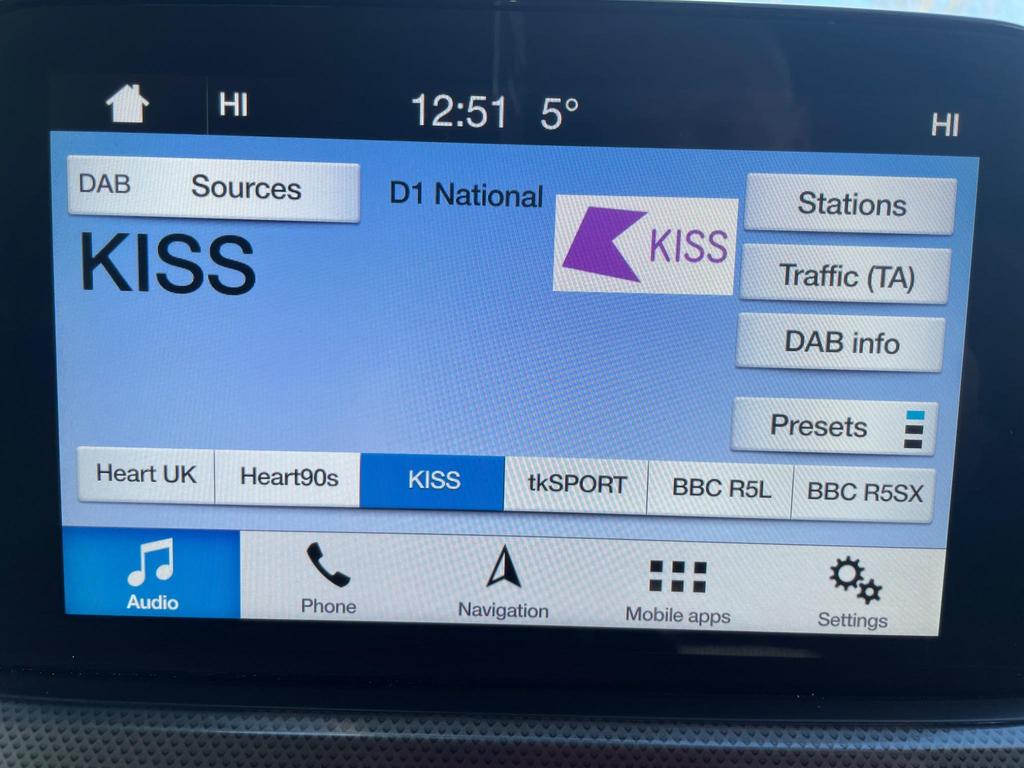 HI 12:51 5° HI
DAB Sources
D1 National
KISS
KISS
Stations
Traffic (TA)
DAB info
Presets
Heart UK Heart90s KISS tkSPORT BBC R5L BBC R5SX
Audio Phone Navigation Mobile apps Settings